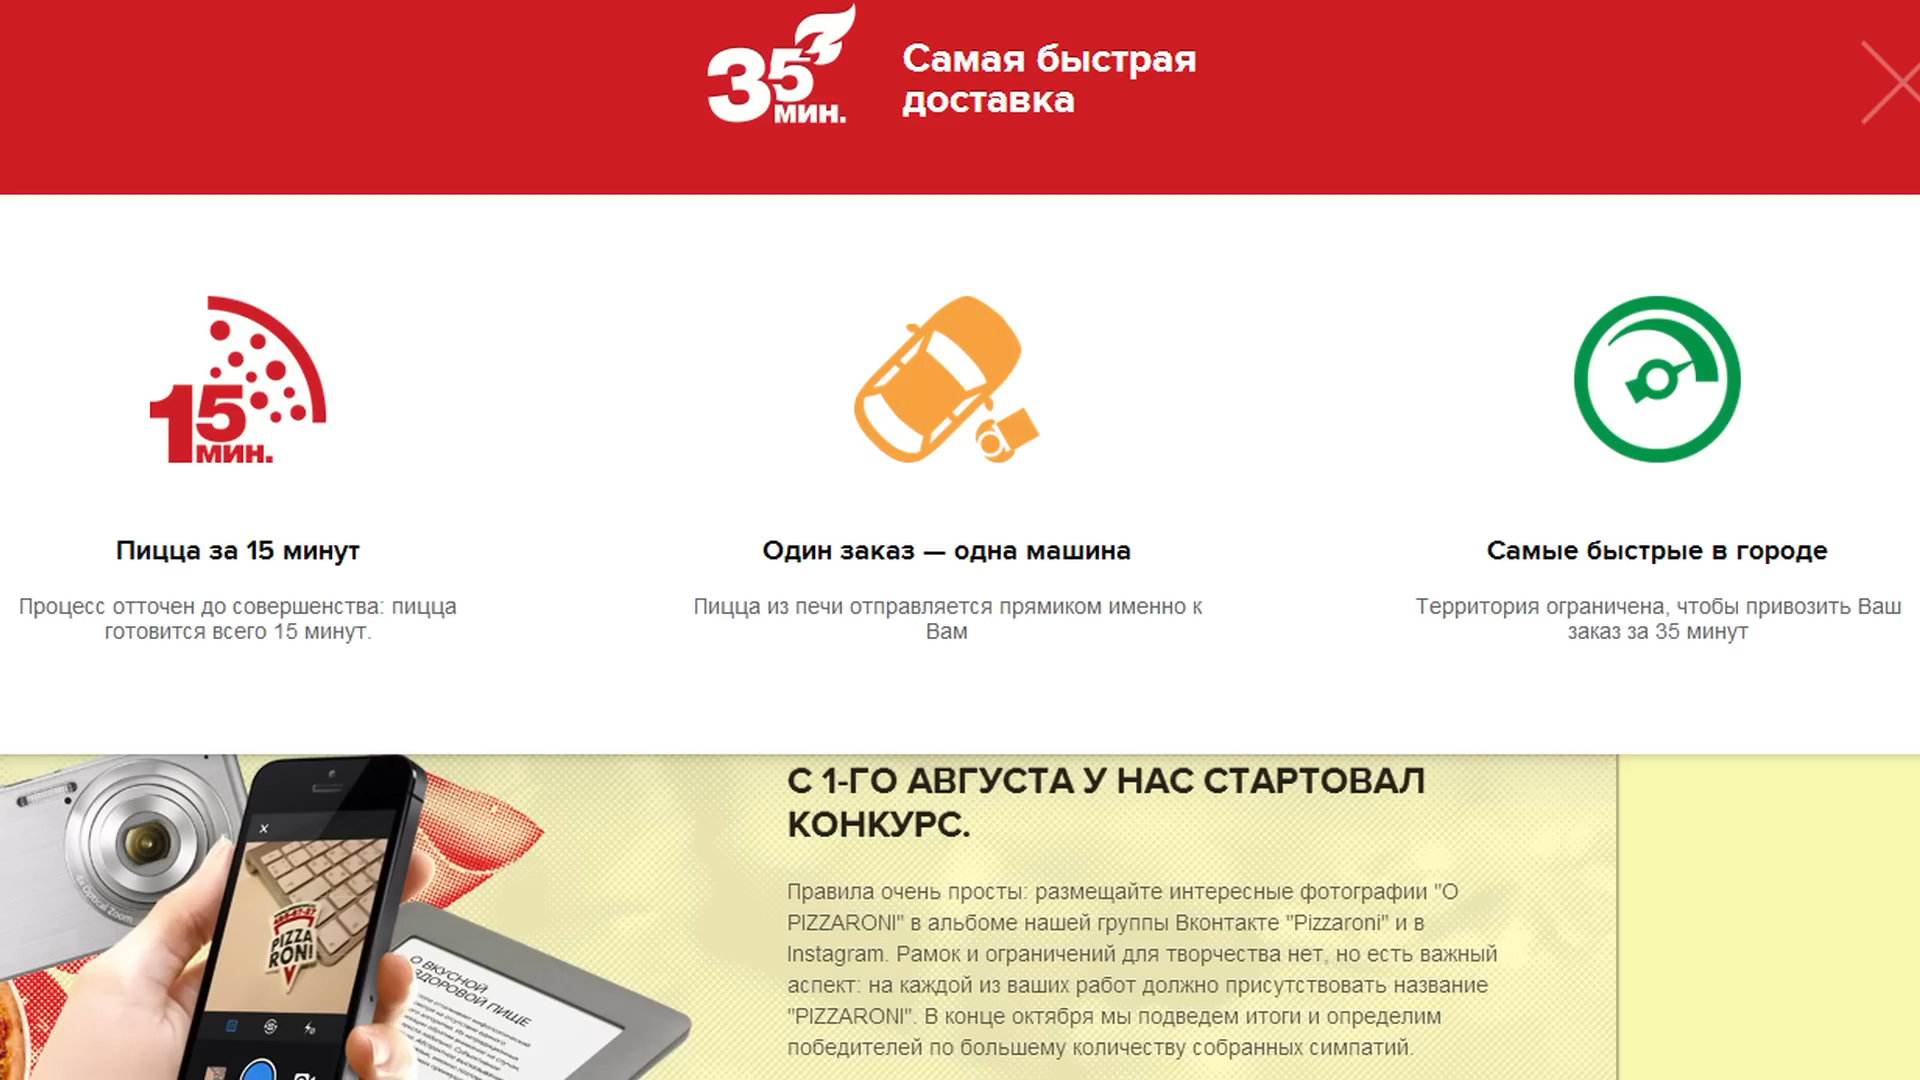 35 мин.
Самая быстрая
доставка
15 мин.
Пицца за 15 минут
Процесс отточен до совершенства: пицца
готовится всего 15 минут.
Один заказ — одна машина
Пицца из печи отправляется прямиком именно к
Вам
Самые быстрые в городе
Территория ограничена, чтобы привозить Ваш
заказ за 35 минут
С 1-ГО АВГУСТА У НАС СТАРТОВАЛ
КОНКУРС.
Правила очень просты: размещайте интересные фотографии "О
PIZZARONI" в альбоме нашей группы Вконтакте "Pizzaroni" и в
Instagram. Рамок и ограничений для творчества нет, но есть важный
аспект: на каждой из ваших работ должно присутствовать название
"PIZZARONI". В конце октября мы подведем итоги и определим
победителей по большему количеству собранных симпатий.
4x Optical Zoom
X
PIZZA
RONI
О ВКУСНОЙ
ЗДОРОВОЙ ПИЩЕ